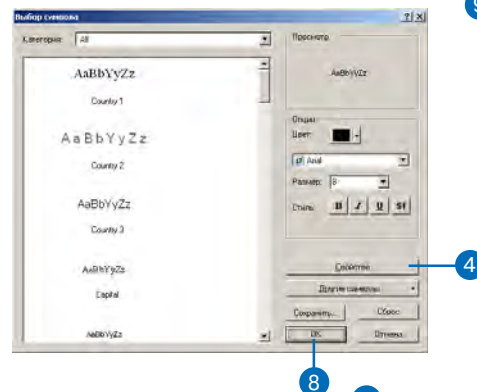 Выбор символа
Категория: All
AaBbYyZz
County 1
AaBbYyZz
County 2
AaBbYyZz
County 3
AaBbYyZz
Capital
AaBbYyZz
Просмотр
AaBbYyZz
Опции
Цвет:
Arial
Размер: 8
Стиль: B I U
Свойства
4
Другие символы
Сохранить... Сброс
OK Отмена
8